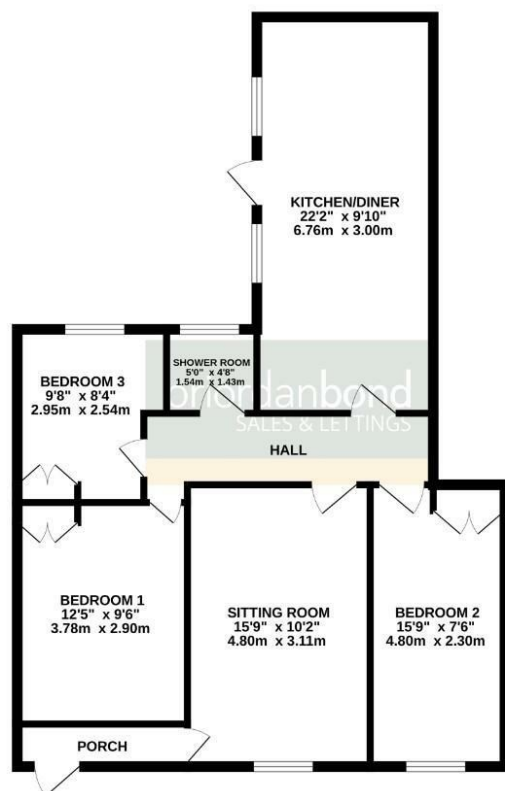 KITCHEN/DINER
22'2" x 9'10"
6.76m x 3.00m
SHOWER ROOM
5'0" x 4'8"
1.54m x 1.43m
BEDROOM 3
9'8" x 8'4"
2.95m x 2.54m
jordanbond
SALES & LETTINGS
HALL
BEDROOM 1
12'5" x 9'6"
3.78m x 2.90m
SITTING ROOM
15'9" x 10'2"
4.80m x 3.11m
BEDROOM 2
15'9" x 7'6"
4.80m x 2.30m
PORCH